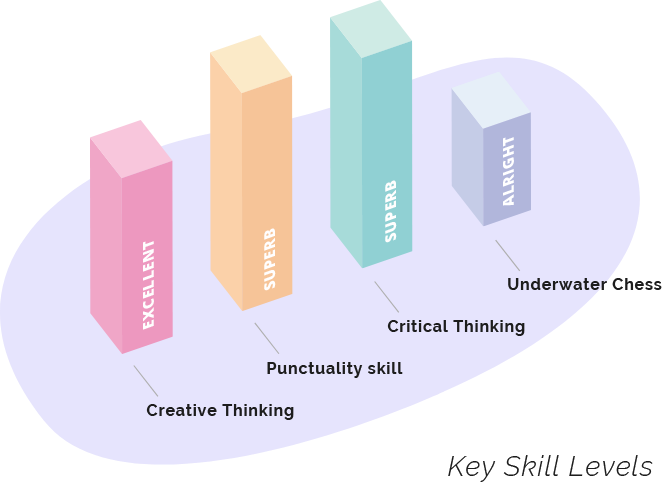 EXCELLENT
SUPERB
SUPERB
ALRIGHT
Creative Thinking
Punctuality skill
Critical Thinking
Underwater Chess
Key Skill Levels